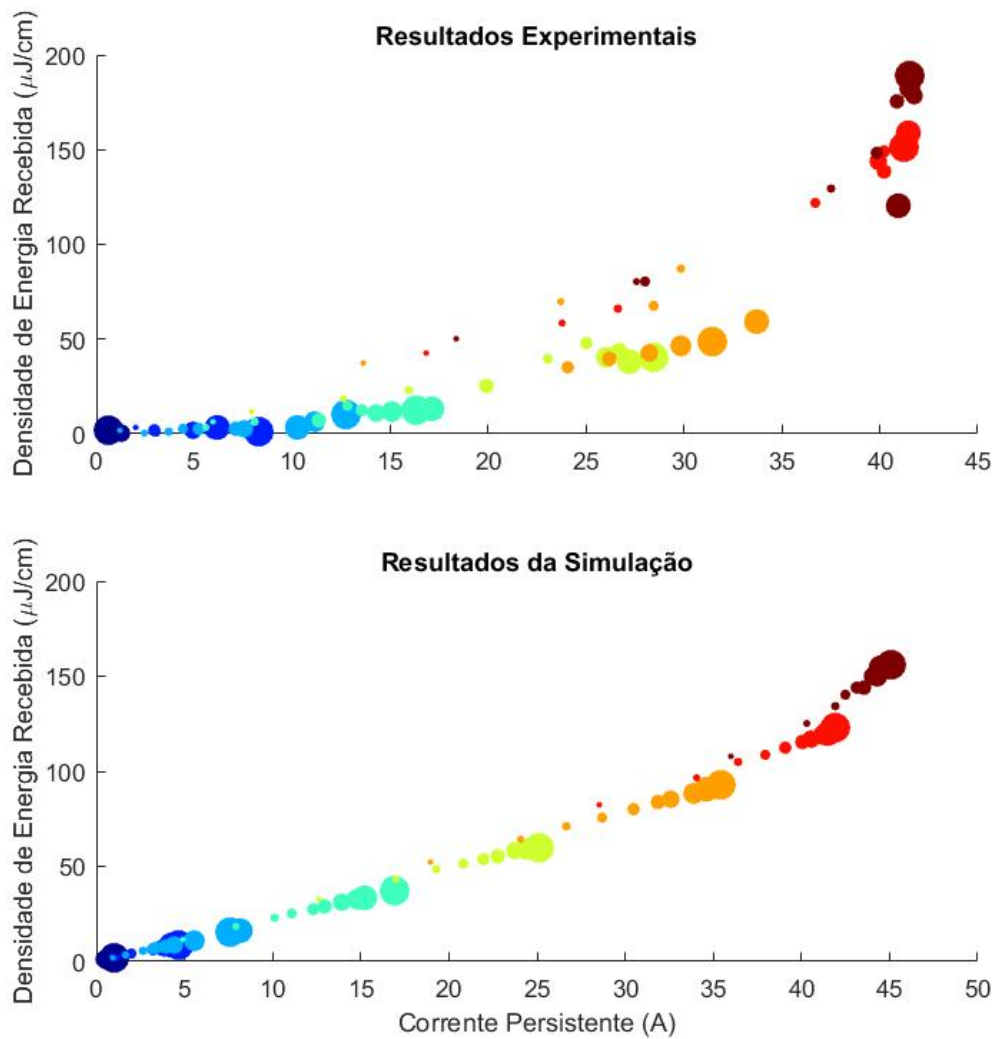 Resultados Experimentais
Densidade de Energia Recebida (μJ/cm)
200
150
100
50
0
0 5 10 15 20 25 30 35 40 45
Resultados da Simulação
Densidade de Energia Recebida (μJ/cm)
200
150
100
50
0
0 5 10 15 20 25 30 35 40 45 50
Corrente Persistente (A)